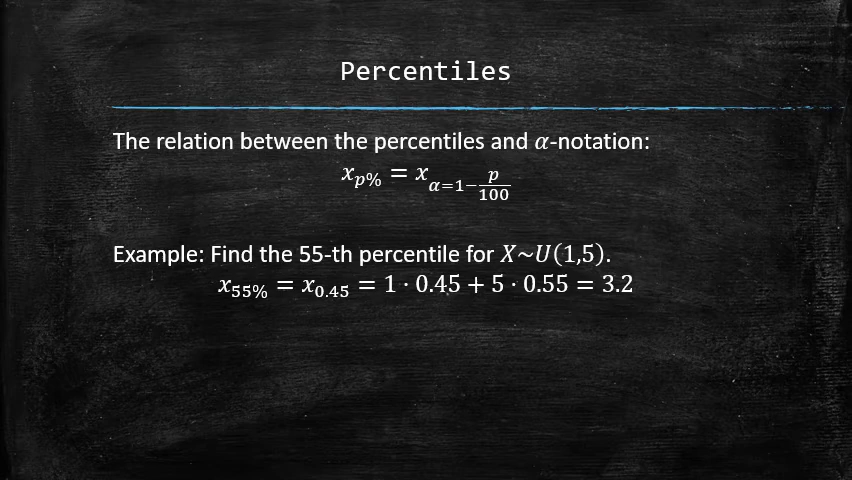 Percentiles
The relation between the percentiles and α-notation:
x_{p%} = x_{α=1−\frac{p}{100}}
Example: Find the 55-th percentile for X~U(1,5).
x_{55%} = x_{0.45} = 1 · 0.45 + 5 · 0.55 = 3.2